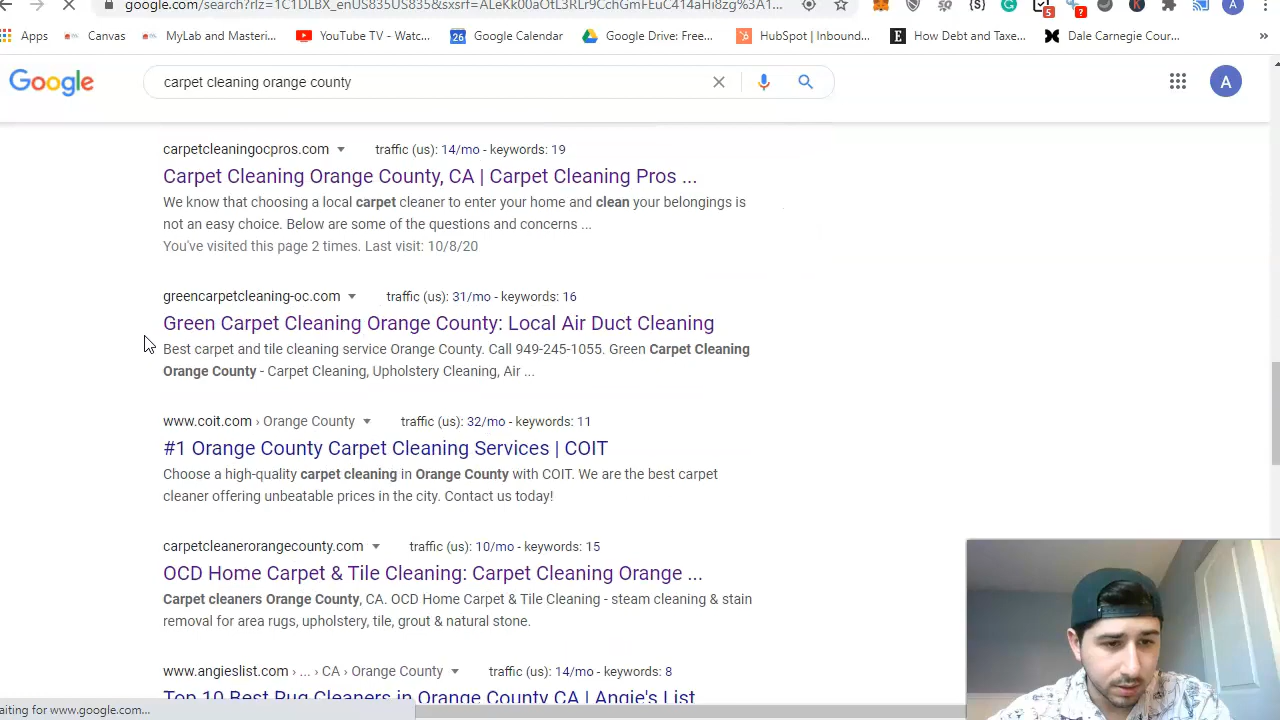 google.com/search?rlz=1C1DLBX_enUS835US835&sxsrf=ALeKk00aOtL3RLr9CchGmFEuC414aHi8zg%3A1...
5 ?
Apps Canvas MyLab and Masteri... YouTube TV - Watc... Google Calendar Google Drive: Free... HubSpot | Inbound... How Debt and Taxe... Dale Carnegie Cour... »
Google carpet cleaning orange county A
carpetcleaningocpros.com traffic (us): 14/mo - keywords: 19
Carpet Cleaning Orange County, CA | Carpet Cleaning Pros ...
We know that choosing a local carpet cleaner to enter your home and clean your belongings is
not an easy choice. Below are some of the questions and concerns ...
You've visited this page 2 times. Last visit: 10/8/20
greencarpetcleaning-oc.com traffic (us): 31/mo - keywords: 16
Green Carpet Cleaning Orange County: Local Air Duct Cleaning
Best carpet and tile cleaning service Orange County. Call 949-245-1055. Green Carpet Cleaning
Orange County - Carpet Cleaning, Upholstery Cleaning, Air ...
www.coit.com › Orange County traffic (us): 32/mo - keywords: 11
#1 Orange County Carpet Cleaning Services | COIT
Choose a high-quality carpet cleaning in Orange County with COIT. We are the best carpet
cleaner offering unbeatable prices in the city. Contact us today!
carpetcleanerorangecounty.com traffic (us): 10/mo - keywords: 15
OCD Home Carpet & Tile Cleaning: Carpet Cleaning Orange ...
Carpet cleaners Orange County, CA. OCD Home Carpet & Tile Cleaning - steam cleaning & stain
removal for area rugs, upholstery, tile, grout & natural stone.
www.angieslist.com › ... › CA › Orange County traffic (us): 14/mo - keywords: 8
Top 10 Best Rug Cleaners in Orange County CA | Angie's List
aiting for www.google.com...